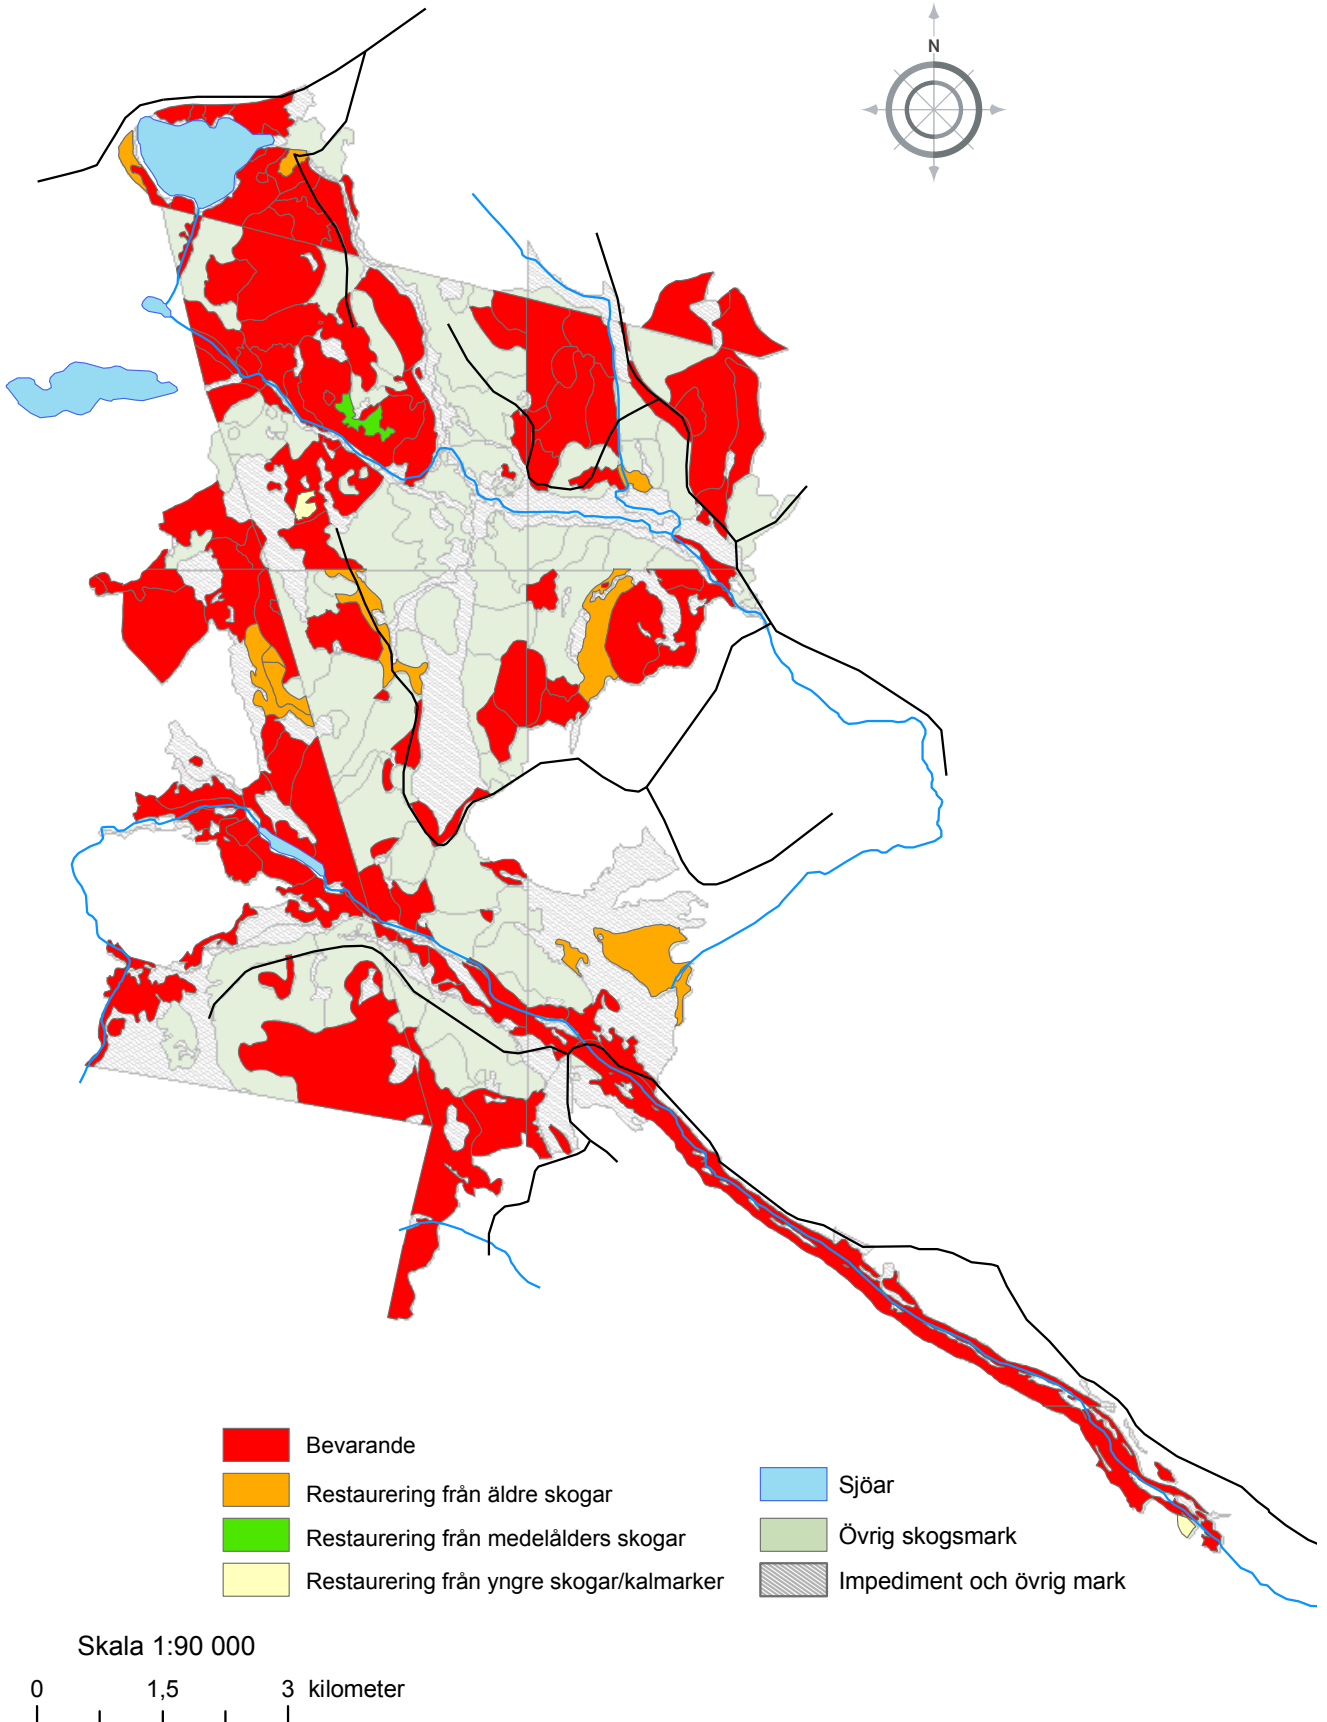 N
Bevarande
Restaurering från äldre skogar
Restaurering från medelålders skogar
Restaurering från yngre skogar/kalmarker
Sjöar
Övrig skogsmark
Impediment och övrig mark
Skala 1:90 000
0 1,5 3 kilometer